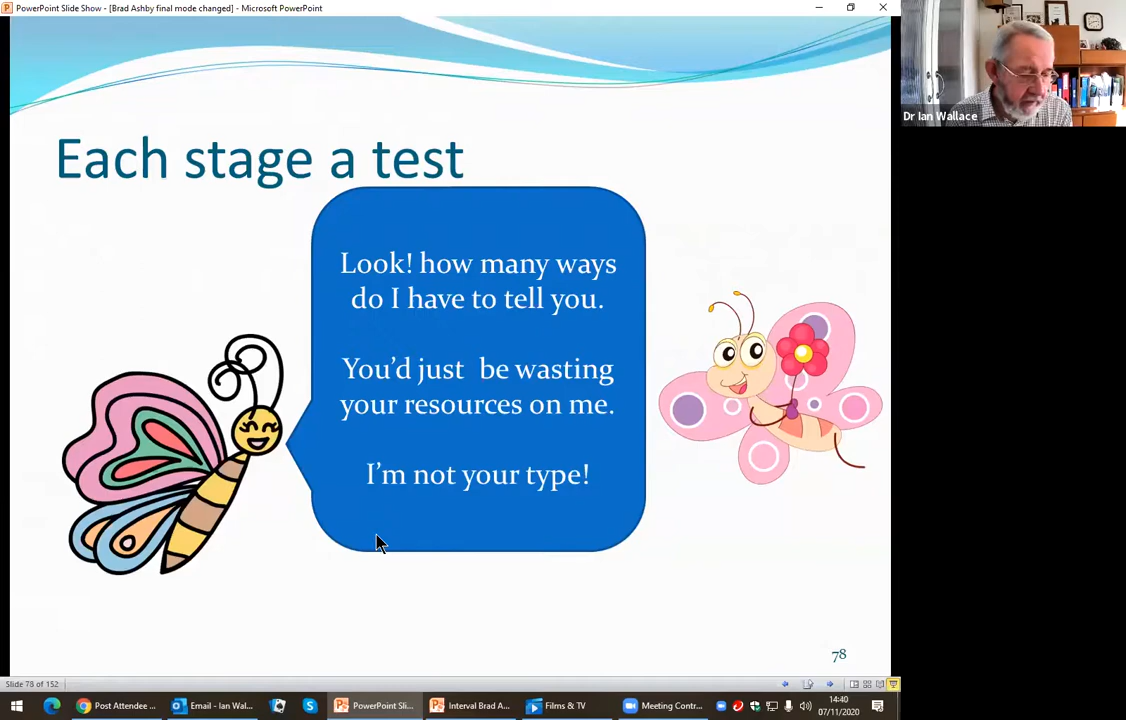 PowerPoint Slide Show - [Brad Ashby final mode changed] - Microsoft PowerPoint
Dr Ian Wallace
Each stage a test
Look! how many ways
do I have to tell you.
You'd just be wasting
your resources on me.
I'm not your type!
78
Slide 78 of 152
Post Attendee ...
Email - Ian Wal...
PowerPoint Sli...
Interval Brad A...
Films & TV
Meeting Contr...
14:40
07/11/2020